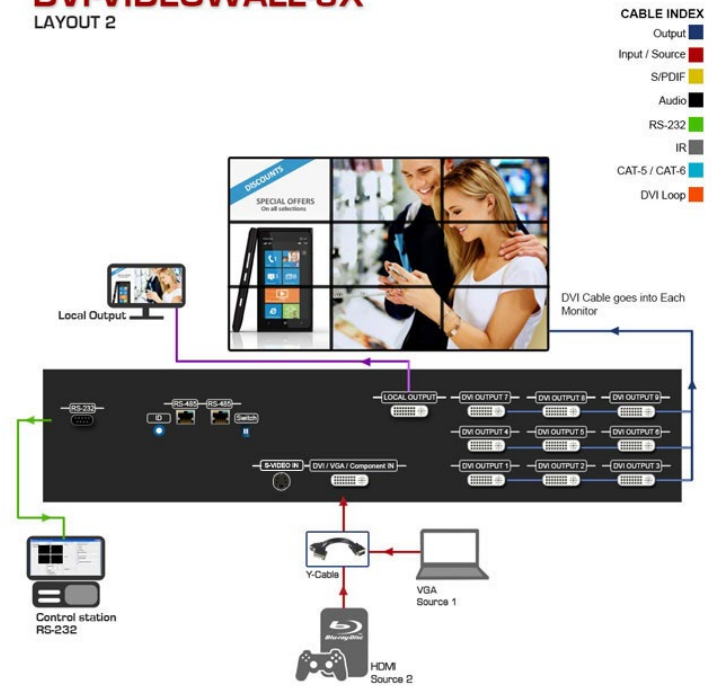 DVI-VIDEOWALL-3X
LAYOUT 2
CABLE INDEX
Output
Input / Source
S/PDIF
Audio
RS-232
IR
CAT-5 / CAT-6
DVI Loop
DISCOUNTS
SPECIAL OFFERS
On all selections
Local Output
DVI Cable goes into Each
Monitor
RS-232
ID
RS-485
RS-485
Switch
LOCAL OUTPUT
DVI OUTPUT 7
DVI OUTPUT 8
DVI OUTPUT 9
DVI OUTPUT 4
DVI OUTPUT 5
DVI OUTPUT 6
S-VIDEO IN
DVI / VGA / Component IN
DVI OUTPUT 1
DVI OUTPUT 2
DVI OUTPUT 3
Control station
RS-232
Y-Cable
VGA
Source 1
Blu-ray Disc
HDMI
Source 2